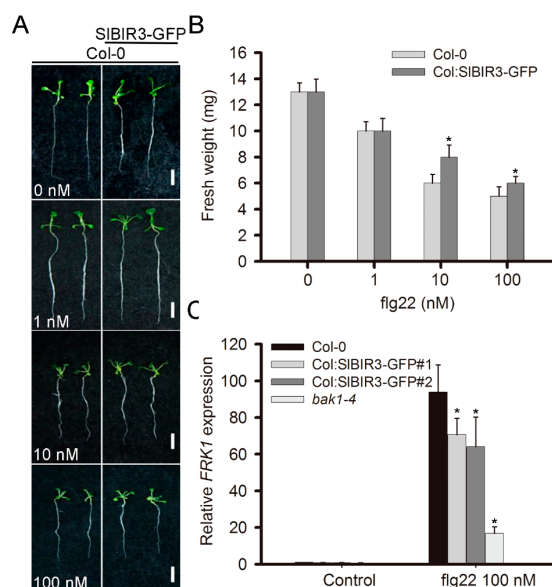 A
SlBIR3-GFP
Col-0
0 nM
1 nM
10 nM
100 nM
B
16
14
12
10
8
6
4
2
0
Fresh weight (mg)
Col-0
Col:SlBIR3-GFP
*
*
0
1
10
100
flg22 (nM)
C
120
100
80
60
40
20
0
Relative FRK1 expression
Col-0
Col:SlBIR3-GFP#1
Col:SlBIR3-GFP#2
bak1-4
* *
*
Control
flg22 100 nM